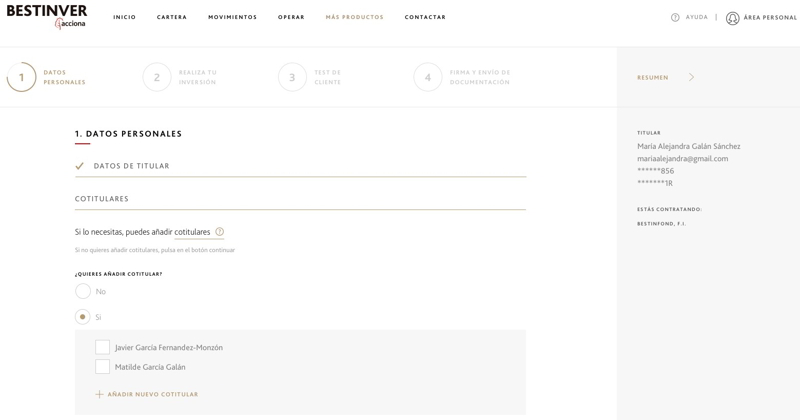 BESTINVER
acciona
INICIO CARTERA MOVIMIENTOS OPERAR MÁS PRODUCTOS CONTACTAR
? AYUDA | ÁREA PERSONAL
1 DATOS
PERSONALES
2 REALIZA TU
INVERSIÓN
3 TEST DE
CLIENTE
4 FIRMA Y ENVÍO DE
DOCUMENTACIÓN
RESUMEN
1. DATOS PERSONALES
DATOS DE TITULAR
COTITULARES
Si lo necesitas, puedes añadir cotitulares ?
Si no quieres añadir cotitulares, pulsa en el botón continuar
¿QUIERES AÑADIR COTITULAR?
No
Si
Javier García Fernandez-Monzón
Matilde García Galán
+ AÑADIR NUEVO COTITULAR
TITULAR
María Alejandra Galán Sánchez
mariaalejandra@gmail.com
******856
*******1R
ESTÁS CONTRATANDO:
BESTINFOND, F.I.